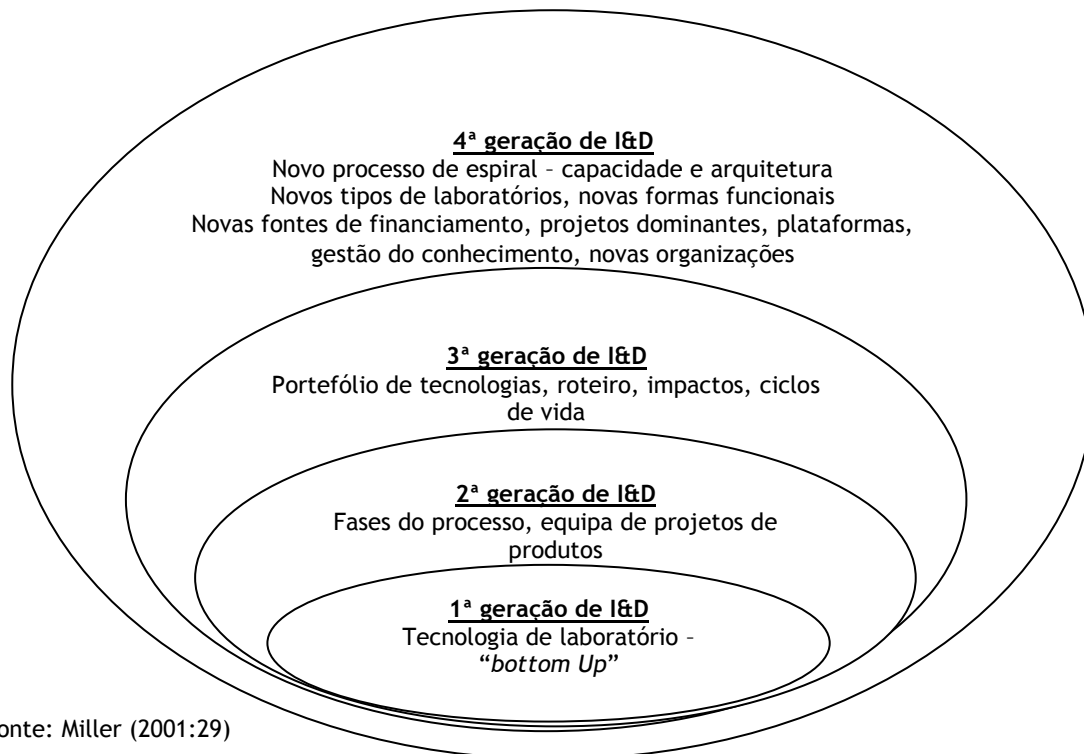 4ª geração de I&D
Novo processo de espiral – capacidade e arquitetura
Novos tipos de laboratórios, novas formas funcionais
Novas fontes de financiamento, projetos dominantes, plataformas,
gestão do conhecimento, novas organizações
3ª geração de I&D
Portefólio de tecnologias, roteiro, impactos, ciclos
de vida
2ª geração de I&D
Fases do processo, equipa de projetos de
produtos
1ª geração de I&D
Tecnologia de laboratório –
“bottom Up”
onte: Miller (2001:29)